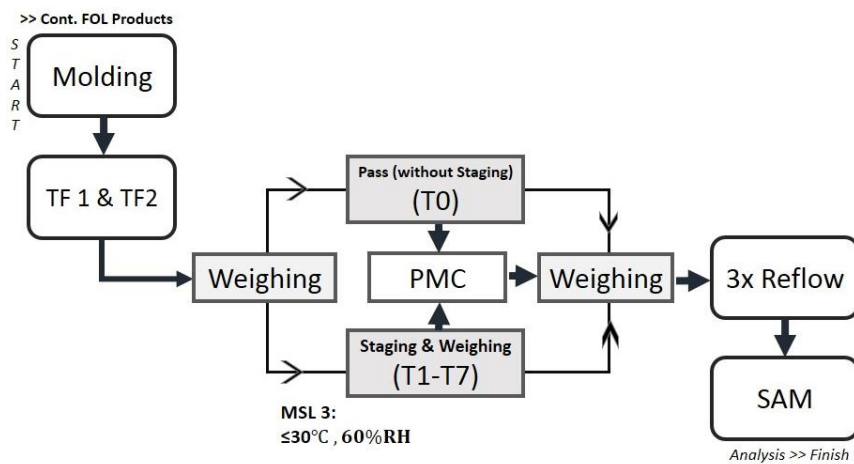 >> Cont. FOL Products
START
Molding
TF 1 & TF2
Weighing
Pass (without Staging)
(T0)
PMC
Weighing
Staging & Weighing
(T1-T7)
MSL 3:
≤30℃ , 60%RH
3x Reflow
SAM
Analysis >> Finish